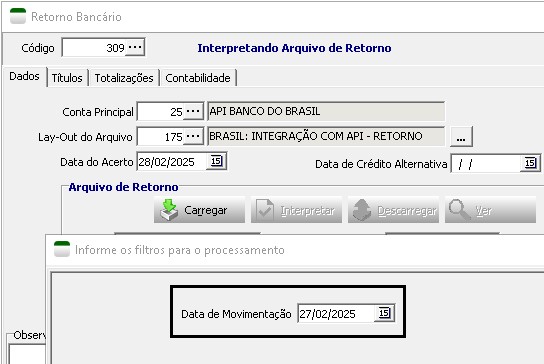 Retorno Bancário
Código 309 ... Interpretando Arquivo de Retorno
Dados Títulos Totalizações Contabilidade
Conta Principal 25 ... API BANCO DO BRASIL
Lay-Out do Arquivo 175 ... BRASIL: INTEGRAÇÃO COM API - RETORNO ...
Data do Acerto 28/02/2025 15 Data de Crédito Alternativa / / 15
Arquivo de Retorno
Carregar Interpretar Descarregar Ver
Informe os filtros para o processamento
Data de Movimentação 27/02/2025 15
Observ